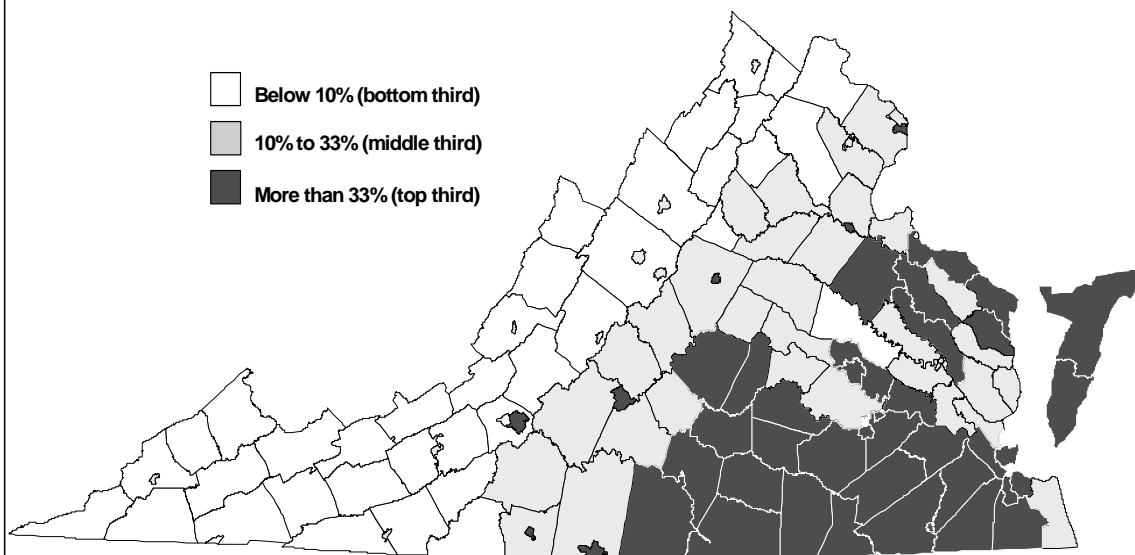 Below 10% (bottom third)
10% to 33% (middle third)
More than 33% (top third)